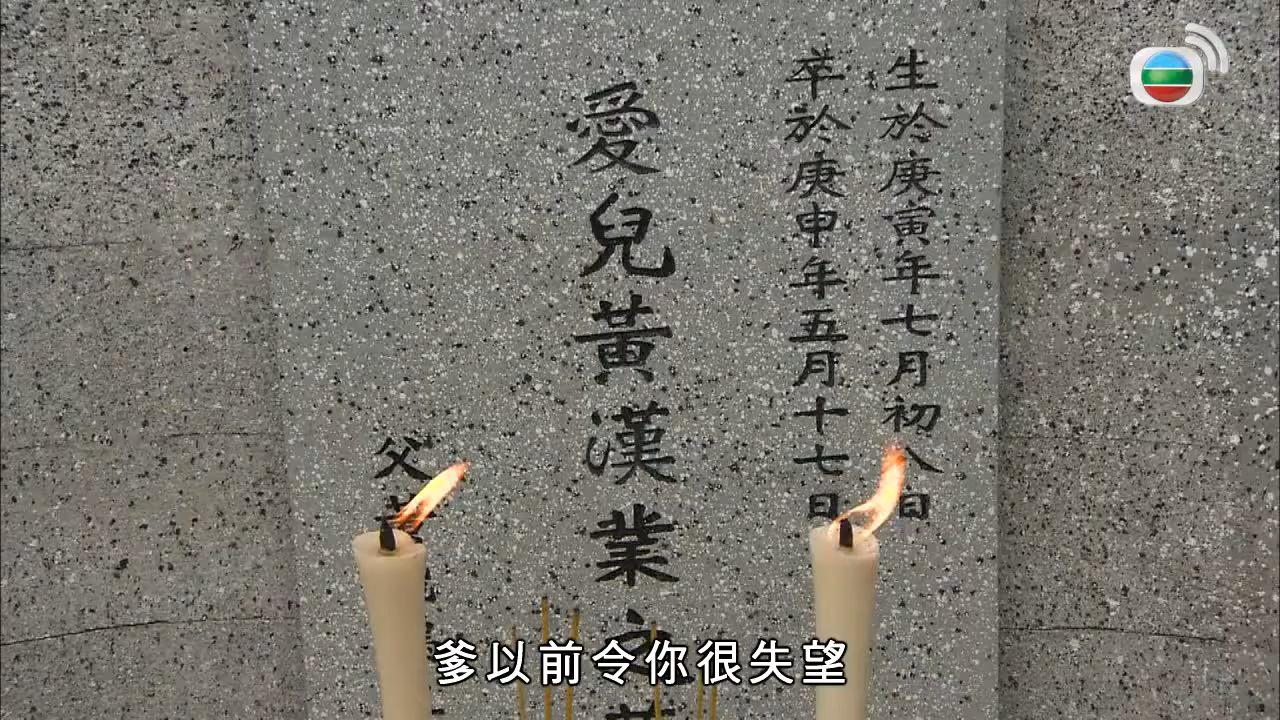 生於庚寅年七月初八日
卒於庚申年五月十七日
愛兒黃漢業之
父
爹以前令你很失望